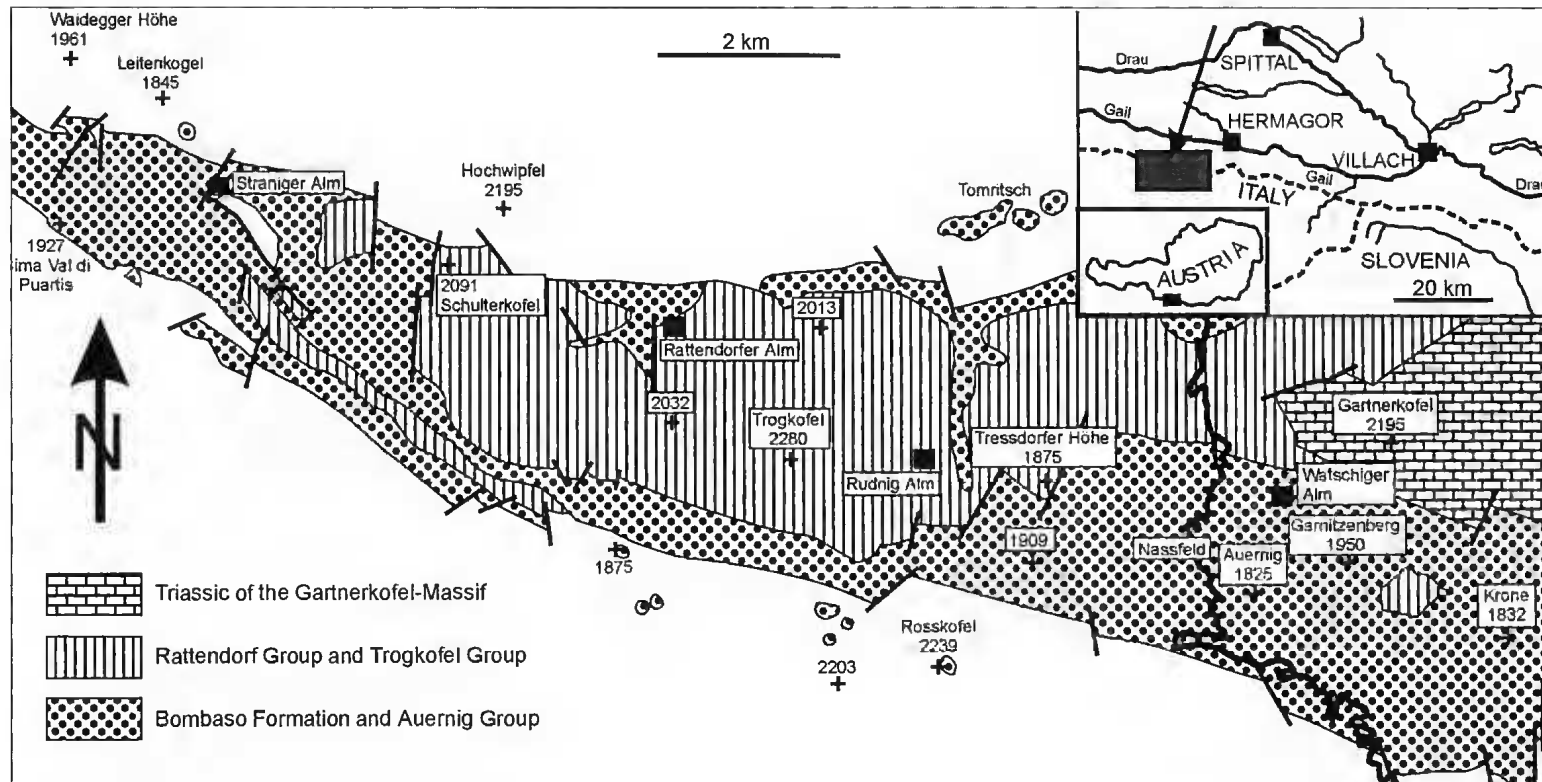 Waidegger Höhe
1961
Leitenkogel
1845
Straniger Alm
Hochwipfel
2195
2 km
Tomritsch
1927
ima Val di
Puartis
2091
Schulterkofel
2013
Rattendorfer Alm
2032
Trogkofel
2280
Rudnig Alm
Tressdorfer Höhe
1875
Gartnerkofel
2195
Watschiger
Alm
Garnitzenberg
1950
1909
Nassfeld
Auernig
1825
Krone
1832
1875
Rosskofel
2239
2203
N
Triassic of the Gartnerkofel-Massif
Rattendorf Group and Trogkofel Group
Bombaso Formation and Auernig Group
Drau
SPITTAL
Gail
HERMAGOR
VILLACH
Gail
Drau
ITALY
SLOVENIA
AUSTRIA
20 km